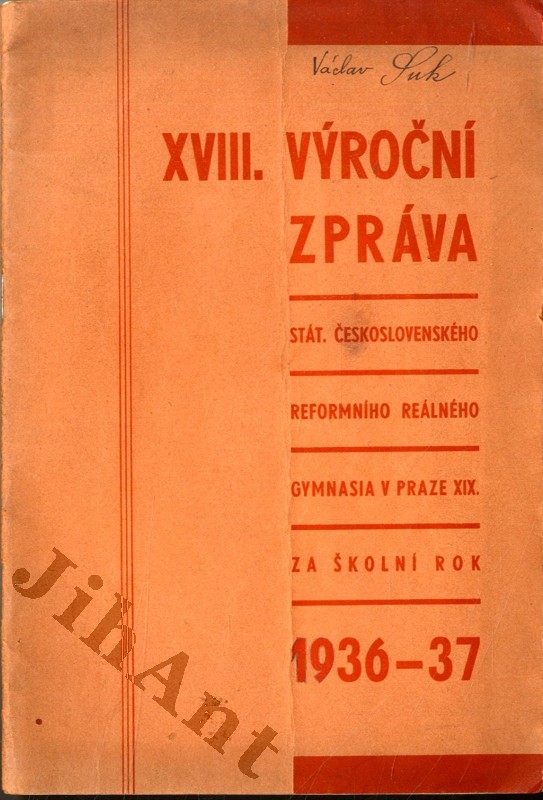 Václav Suk
XVIII. VÝROČNÍ
ZPRÁVA
STÁT. ČESKOSLOVENSKÉHO
REFORMNÍHO REÁLNÉHO
GYMNASIA V PRAZE XIX.
ZA ŠKOLNÍ ROK
1936–37
JihAnt